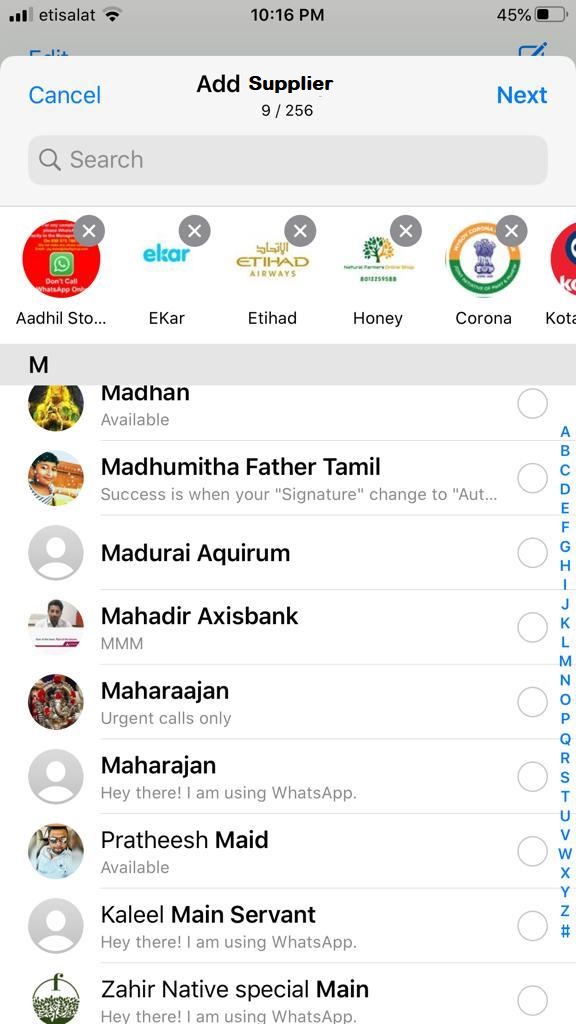 etisalat
10:16 PM
45%
Edit
Cancel
Add Supplier
9 / 256
Next
Search
Don't Call
WhatsApp Only
ekar
الإتحاد
ETIHAD
AIRWAYS
Natural Farmers Online Shop
8012259588
Aadhil Sto...
EKar
Etihad
Honey
Corona
Kota
M
Madhan
Available
Madhumitha Father Tamil
Success is when your "Signature" change to "Aut...
Madurai Aquirum
Mahadir Axisbank
MMM
Maharaajan
Urgent calls only
Maharajan
Hey there! I am using WhatsApp.
Pratheesh Maid
Available
Kaleel Main Servant
Hey there! I am using WhatsApp.
Zahir Native special Main
Hey there! I am using WhatsApp.
A
B
C
D
E
F
G
H
I
J
K
L
M
N
O
P
Q
R
S
T
U
V
W
X
Y
Z
#